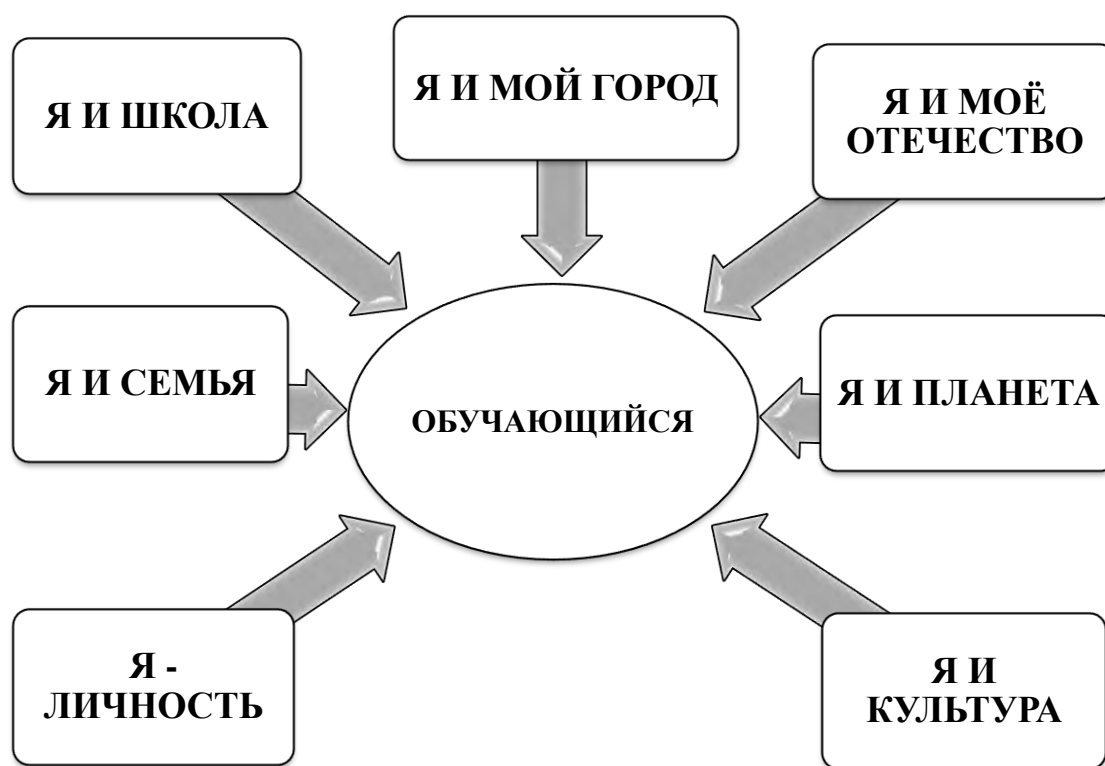 Я И ШКОЛА
Я И МОЙ ГОРОД
Я И МОЁ
ОТЕЧЕСТВО
Я И СЕМЬЯ
ОБУЧАЮЩИЙСЯ
Я И ПЛАНЕТА
Я -
ЛИЧНОСТЬ
Я И
КУЛЬТУРА